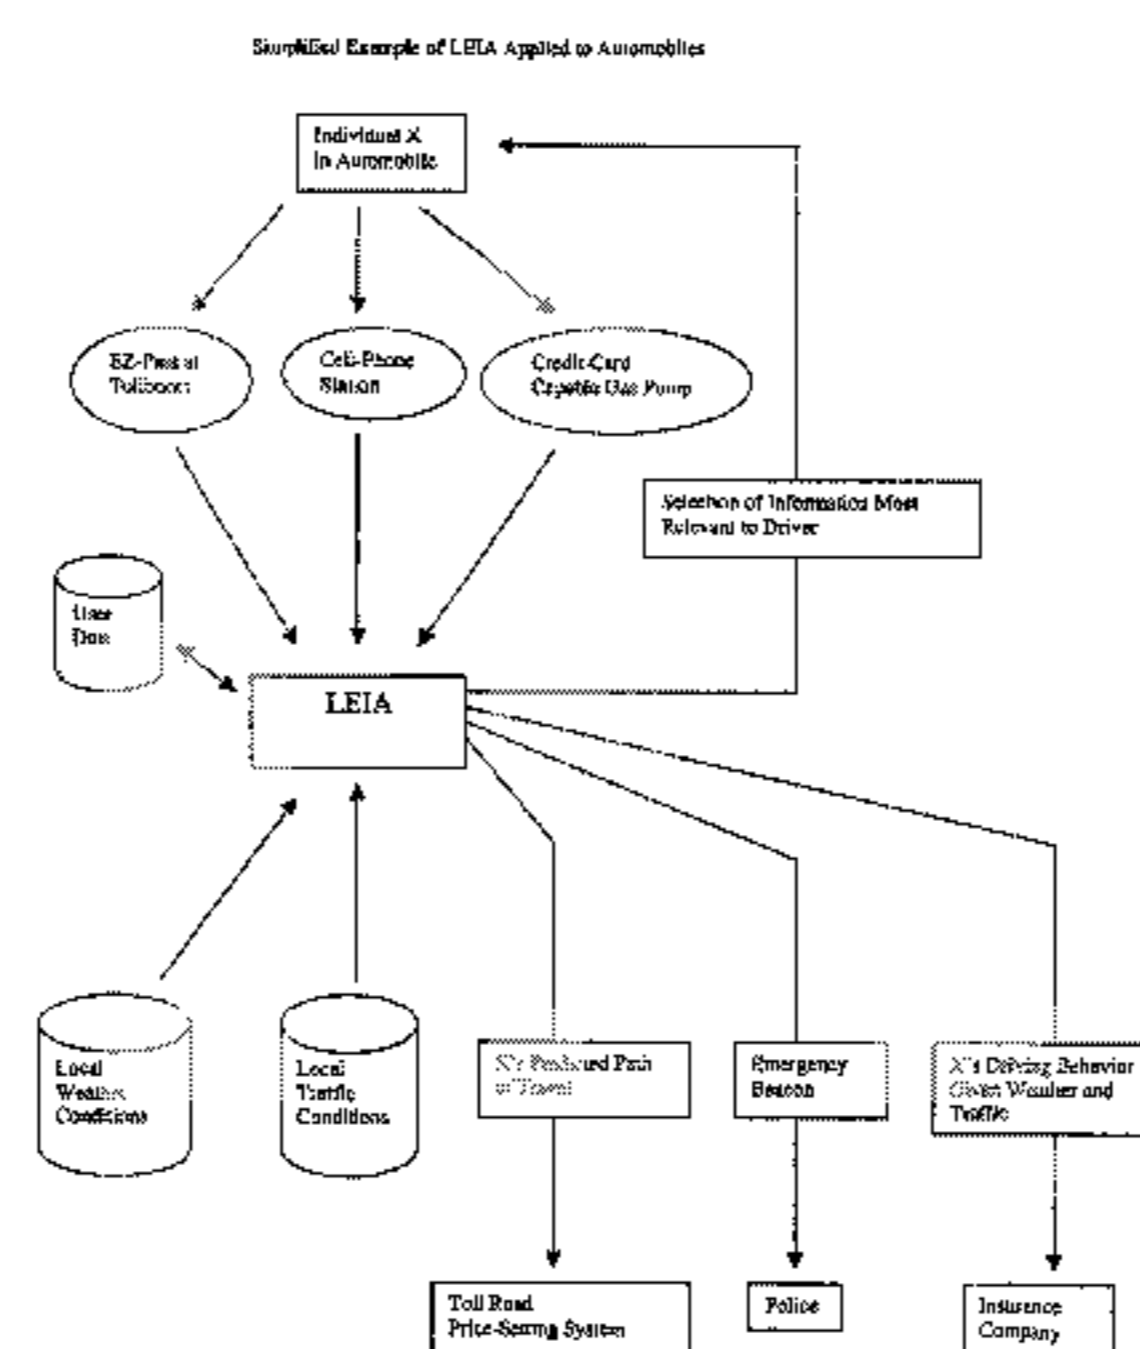 Simplified Example of LEIA Applied to Automobiles
Individual X
In Automobile
EZ-Pass at
Tollbooth
Cell-Phone
Station
Credit-Card
Capable Gas Pump
Selection of Information Most
Relevant to Driver
User
Data
LEIA
Local
Weather
Conditions
Local
Traffic
Conditions
X's Predicted Path
of Travel
Emergency
Beacon
X's Driving Behavior
Given Weather and
Traffic
Toll Road
Price-Setting System
Police
Insurance
Company